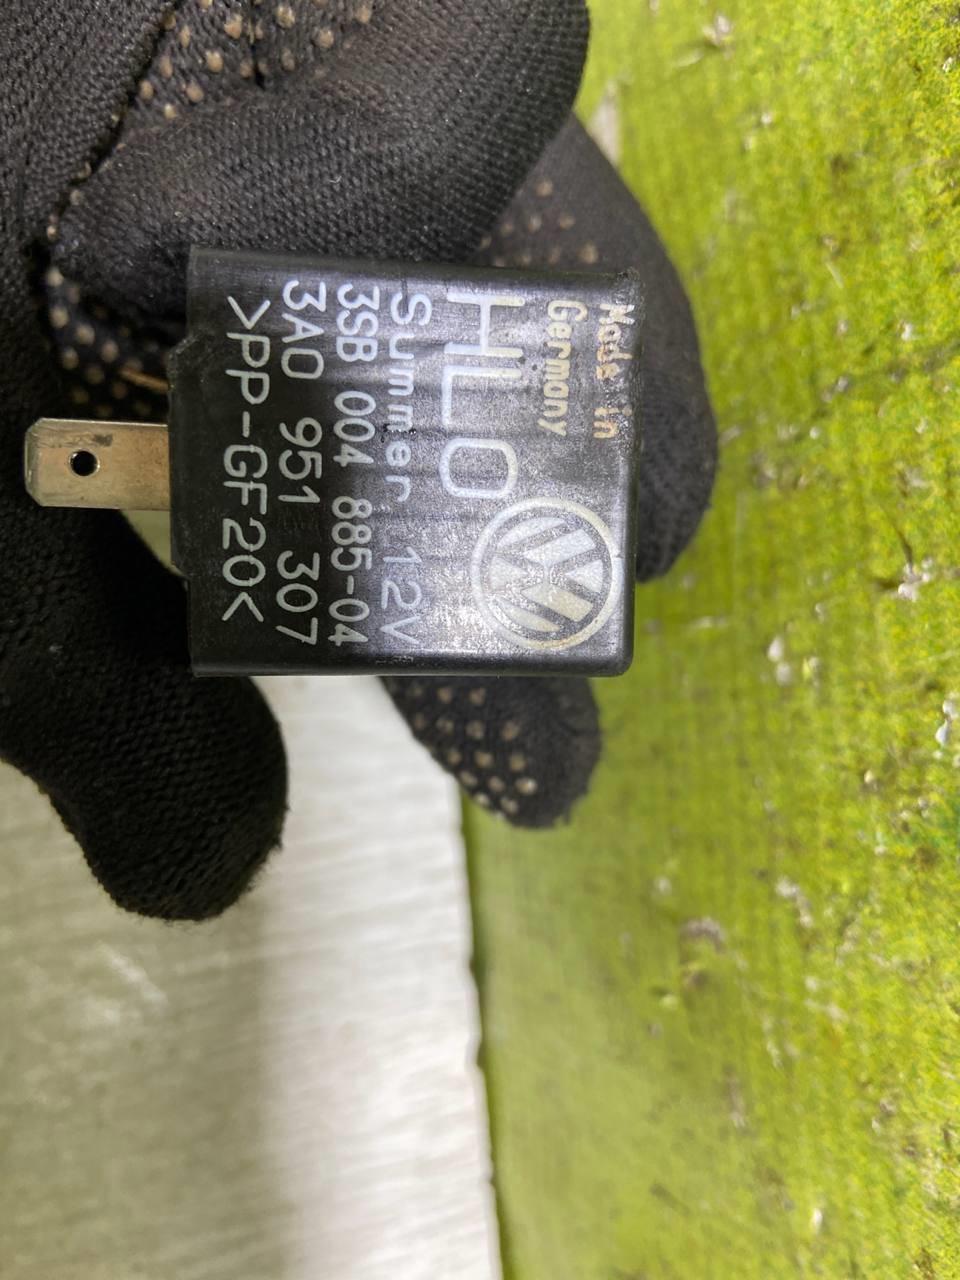 Made in
Germany
HLO
Summer 12V
3SB 004 885-04
3A0 951 307
>PP-GF20<